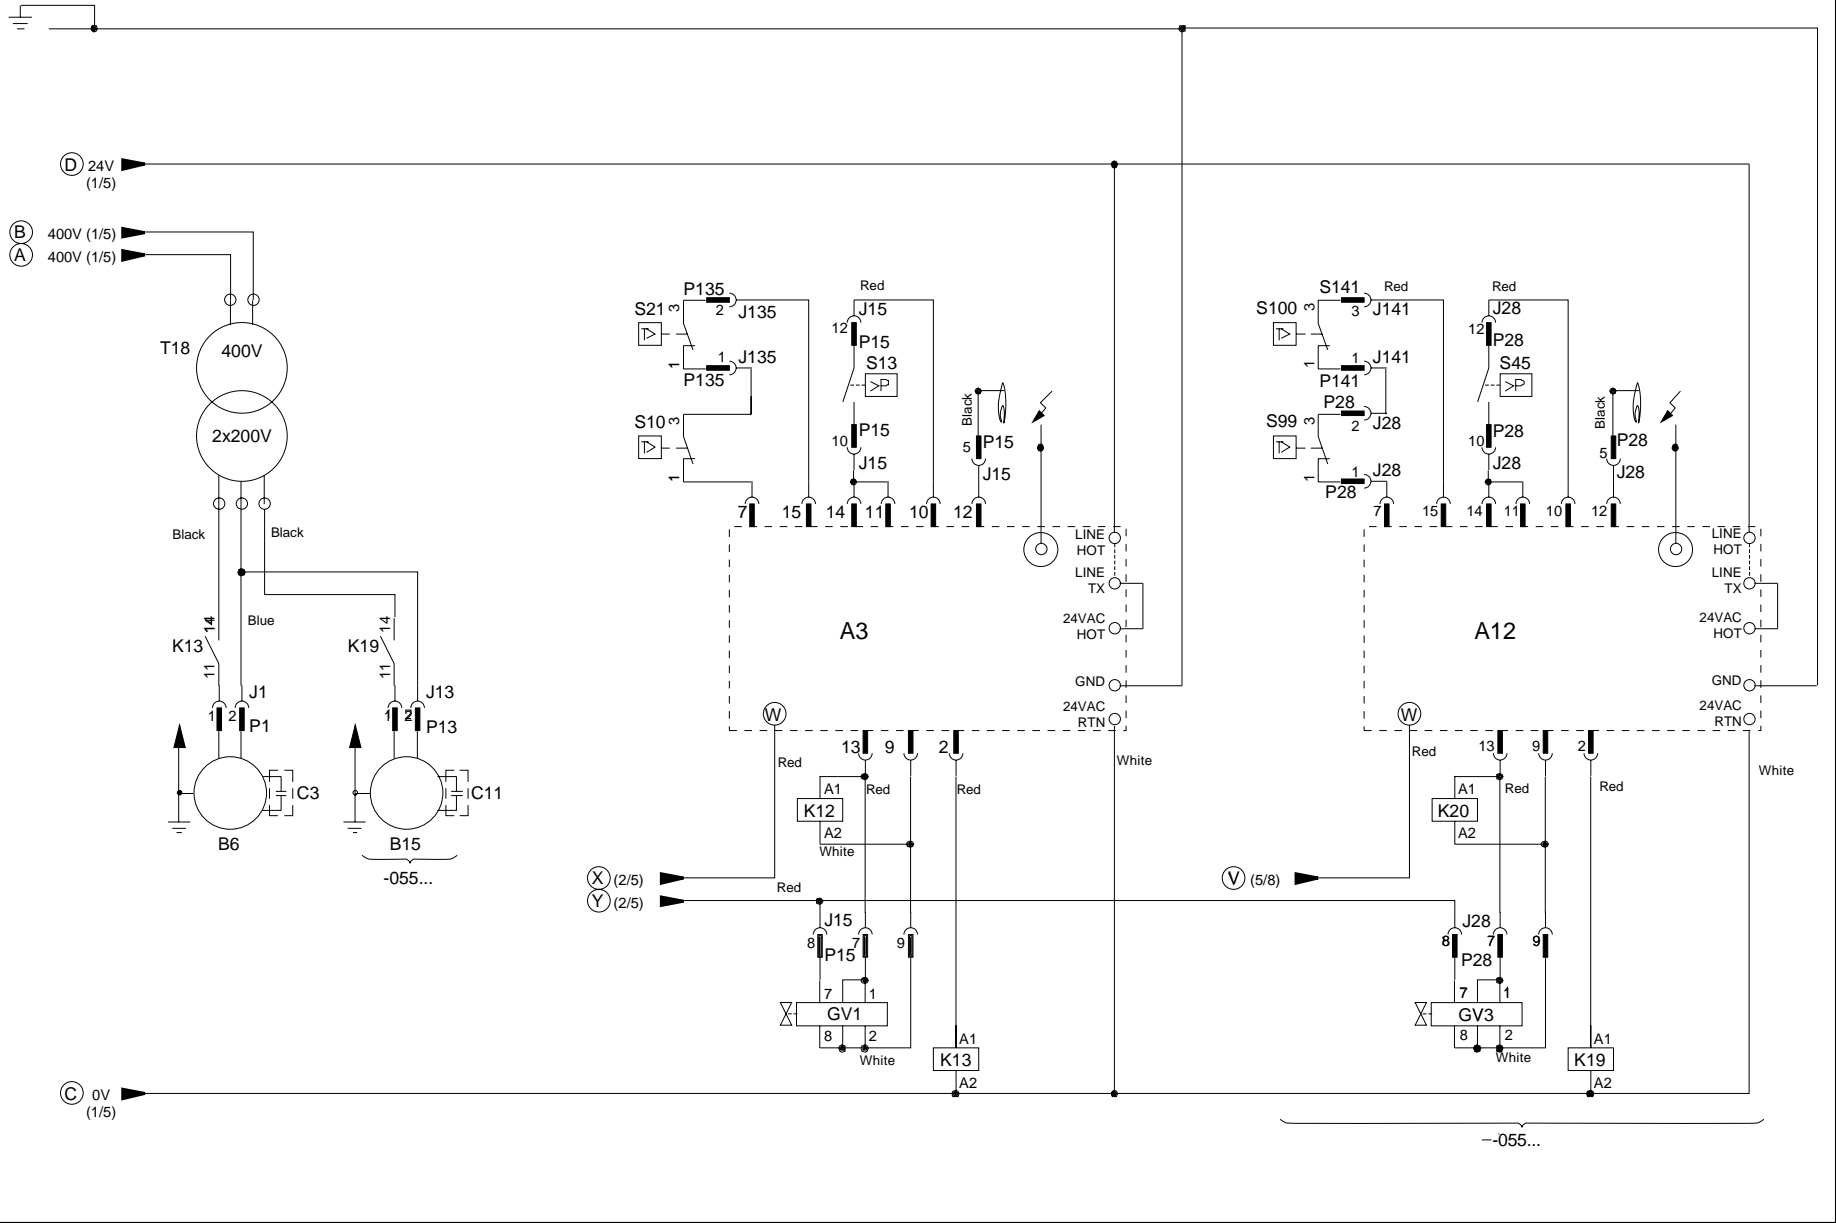 D 24V
(1/5)
B 400V (1/5)
A 400V (1/5)
T18 400V
2x200V
Black Black
Blue
K13 14
11
K19 14
11
J1
1 2 P1
J13
1 2 P13
C3
C11
B6
B15
-055...
S21 3
1
P135
2 J135
1 J135
P135
S10 3
1
Red
J15
12 P15
S13
>P
P15
10
J15
Black
5 P15
J15
7 15 14 11 10 12
LINE
HOT
LINE
TX
24VAC
HOT
GND
24VAC
RTN
A3
W
13 9 2
Red
White
A1 Red Red
K12
A2
White
X (2/5)
Red
Y (2/5)
J15
8 7 9
P15
7 1
GV1
8 2
White
A1
K13
A2
C 0V
(1/5)
S100 3
1
S141 Red
3 J141
1 J141
P141
P28
2 J28
S99 3
1
1 J28
P28
Red
J28
12 P28
S45
>P
P28
10
J28
Black
P28
5
J28
7 15 14 11 10 12
LINE
HOT
LINE
TX
24VAC
HOT
GND
24VAC
RTN
A12
W
13 9 2
Red
White
A1 Red Red
K20
A2
V (5/8)
J28
8 7 9
P28
7 1
GV3
8 2
White
A1
K19
A2
--055...